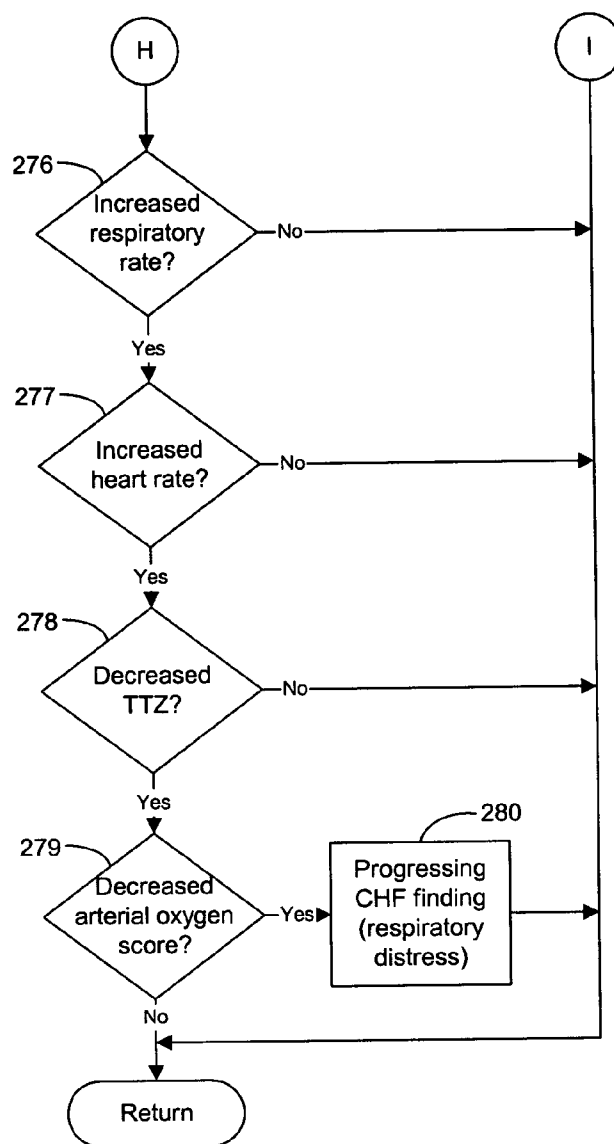 H
I
276
Increased
respiratory
rate?
No
Yes
277
Increased
heart rate?
No
Yes
278
Decreased
TTZ?
No
Yes
279
Decreased
arterial oxygen
score?
Yes
280
Progressing
CHF finding
(respiratory
distress)
No
Return